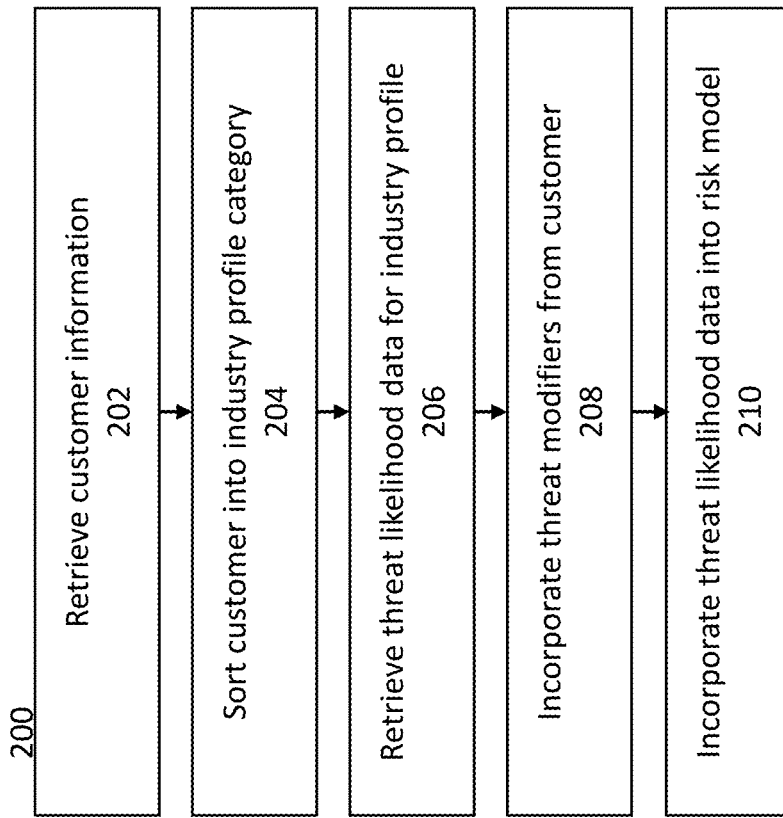 200
Retrieve customer information
202
Sort customer into industry profile category
204
Retrieve threat likelihood data for industry profile
206
Incorporate threat modifiers from customer
208
Incorporate threat likelihood data into risk model
210